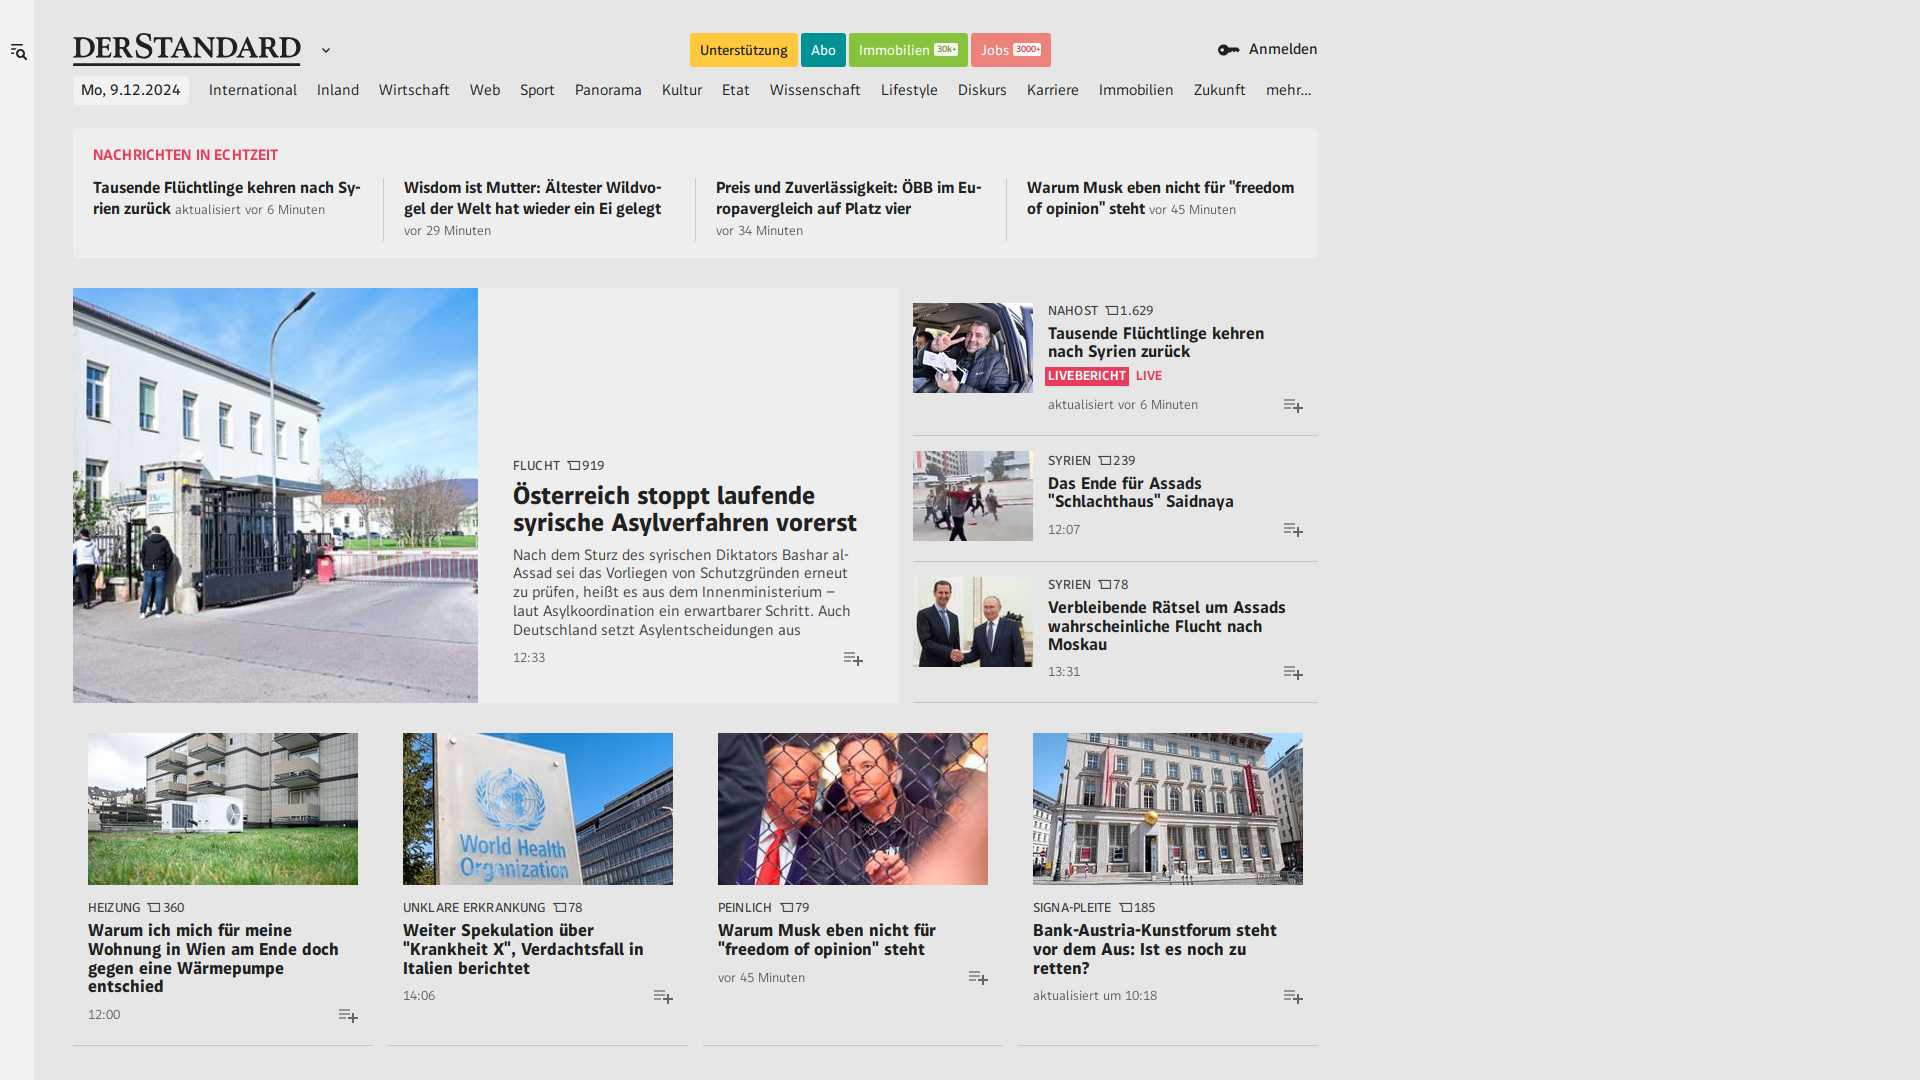 DERSTANDARD
Unterstützung
Abo
Immobilien 30k+
Jobs 3000+
Anmelden
Mo, 9.12.2024
International
Inland
Wirtschaft
Web
Sport
Panorama
Kultur
Etat
Wissenschaft
Lifestyle
Diskurs
Karriere
Immobilien
Zukunft
mehr...
NACHRICHTEN IN ECHTZEIT
Tausende Flüchtlinge kehren nach Sy-
rien zurück aktualisiert vor 6 Minuten
Wisdom ist Mutter: Ältester Wildvo-
gel der Welt hat wieder ein Ei gelegt
vor 29 Minuten
Preis und Zuverlässigkeit: ÖBB im Eu-
ropavergleich auf Platz vier
vor 34 Minuten
Warum Musk eben nicht für "freedom
of opinion" steht vor 45 Minuten
FLUCHT 919
Österreich stoppt laufende
syrische Asylverfahren vorerst
Nach dem Sturz des syrischen Diktators Bashar al-
Assad sei das Vorliegen von Schutzgründen erneut
zu prüfen, heißt es aus dem Innenministerium –
laut Asylkoordination ein erwartbarer Schritt. Auch
Deutschland setzt Asylentscheidungen aus
12:33
NAHOST 1.629
Tausende Flüchtlinge kehren
nach Syrien zurück
LIVEBERICHT LIVE
aktualisiert vor 6 Minuten
SYRIEN 239
Das Ende für Assads
"Schlachthaus" Saidnaya
12:07
SYRIEN 78
Verbleibende Rätsel um Assads
wahrscheinliche Flucht nach
Moskau
13:31
HEIZUNG 360
Warum ich mich für meine
Wohnung in Wien am Ende doch
gegen eine Wärmepumpe
entschied
12:00
World Health
Organization
UNKLARE ERKRANKUNG 78
Weiter Spekulation über
"Krankheit X", Verdachtsfall in
Italien berichtet
14:06
PEINLICH 79
Warum Musk eben nicht für
"freedom of opinion" steht
vor 45 Minuten
SIGNA-PLEITE 185
Bank-Austria-Kunstforum steht
vor dem Aus: Ist es noch zu
retten?
aktualisiert um 10:18